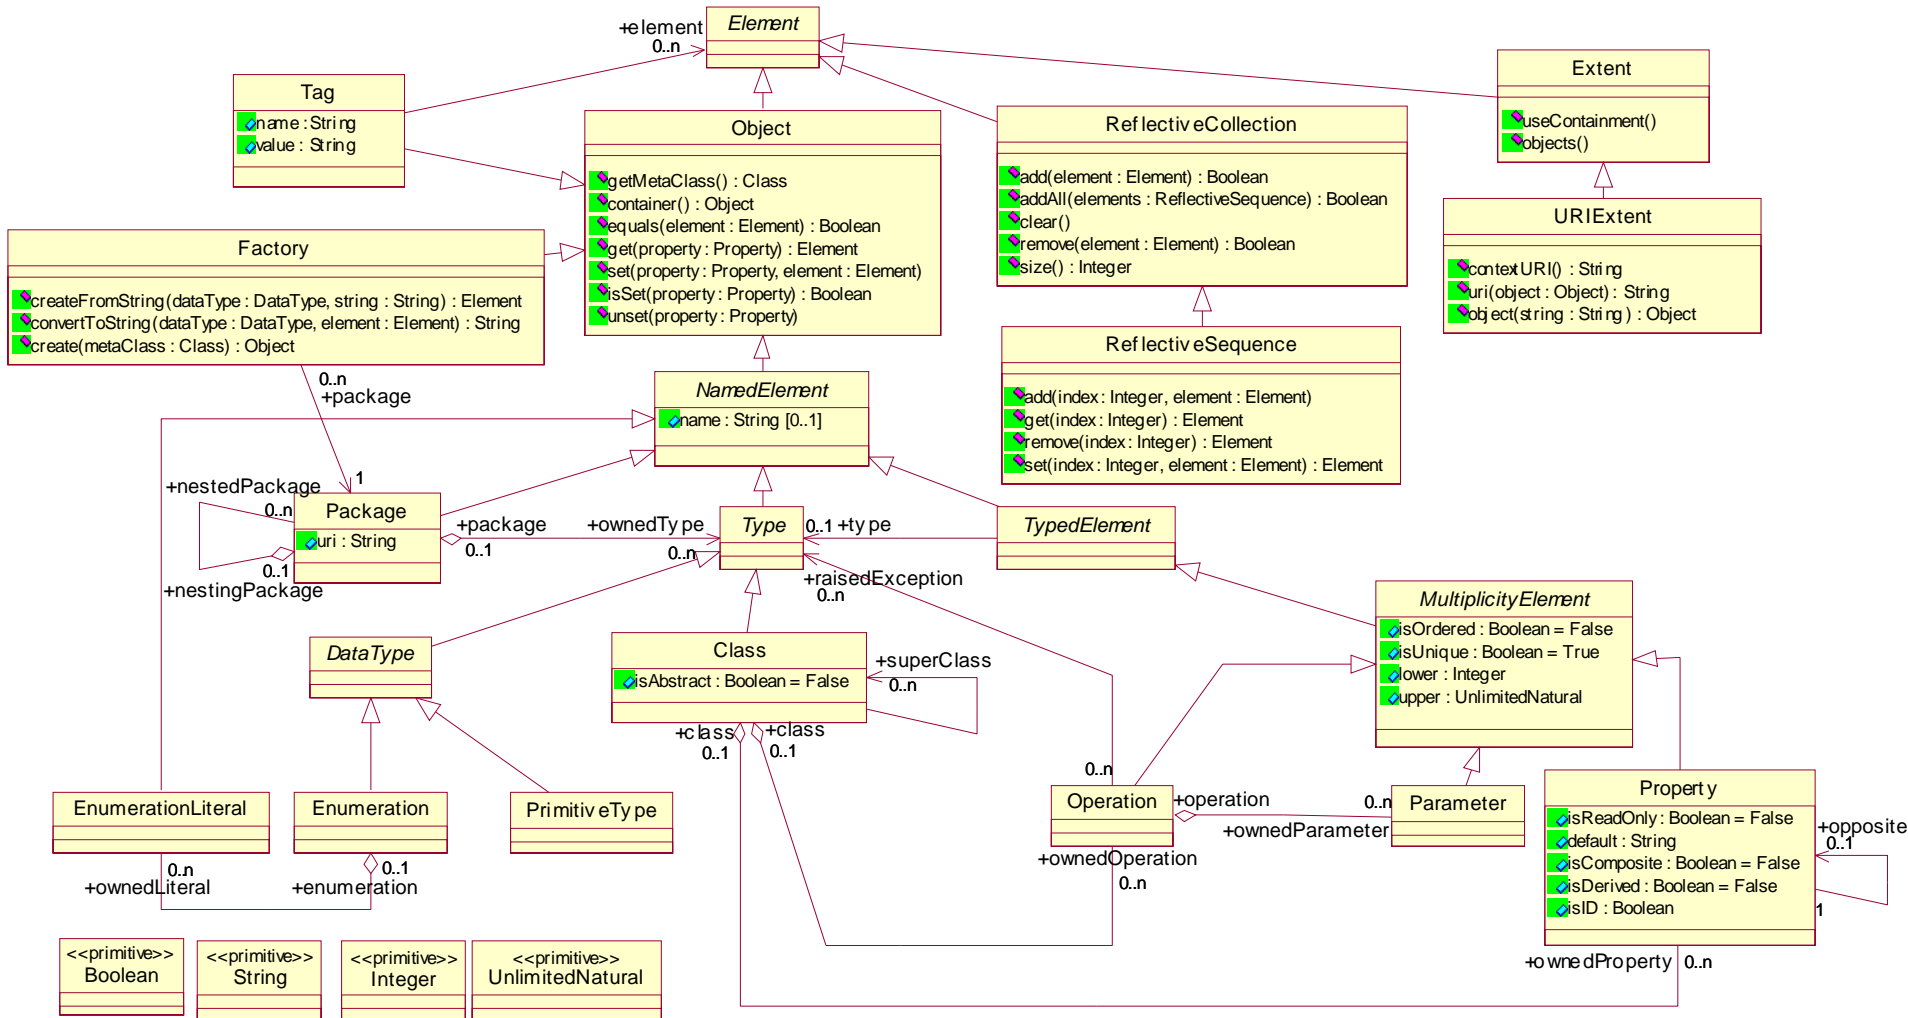 Element
+element
0..n
Tag
name : String
value : String
Object
getMetaClass() : Class
container() : Object
equals(element : Element) : Boolean
get(property : Property) : Element
set(property : Property, element : Element)
isSet(property : Property) : Boolean
unset(property : Property)
ReflectiveCollection
add(element : Element) : Boolean
addAll(elements : ReflectiveSequence) : Boolean
clear()
remove(element : Element) : Boolean
size() : Integer
Extent
useContainment()
objects()
URIExtent
contextURI() : String
uri(object : Object) : String
object(string : String) : Object
Factory
createFromString(dataType : DataType, string : String) : Element
convertToString(dataType : DataType, element : Element) : String
create(metaClass : Class) : Object
ReflectiveSequence
add(index : Integer, element : Element)
get(index : Integer) : Element
remove(index : Integer) : Element
set(index : Integer, element : Element) : Element
0..n
+package
1
NamedElement
name : String [0..1]
+nestedPackage
0..n
Package
uri : String
0..1
+nestingPackage
+package
0..1
+ownedType
0..n
Type
0..1
+type
TypedElement
+raisedException
0..n
MultiplicityElement
isOrdered : Boolean = False
isUnique : Boolean = True
lower : Integer
upper : UnlimitedNatural
DataType
Class
isAbstract : Boolean = False
+superClass
0..n
+class
0..1
+class
0..1
EnumerationLiteral
0..n
+ownedLiteral
Enumeration
0..1
+enumeration
PrimitiveType
0..n
Operation
+operation
+ownedOperation
0..n
0..n
+ownedParameter
Parameter
Property
isReadOnly : Boolean = False
default : String
isComposite : Boolean = False
isDerived : Boolean = False
isID : Boolean
+opposite
0..1
1
+ownedProperty
0..n
<<primitive>>
Boolean
<<primitive>>
String
<<primitive>>
Integer
<<primitive>>
UnlimitedNatural